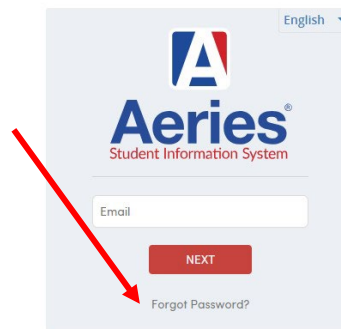 English
A
Aeries®
Student Information System
Email
NEXT
Forgot Password?